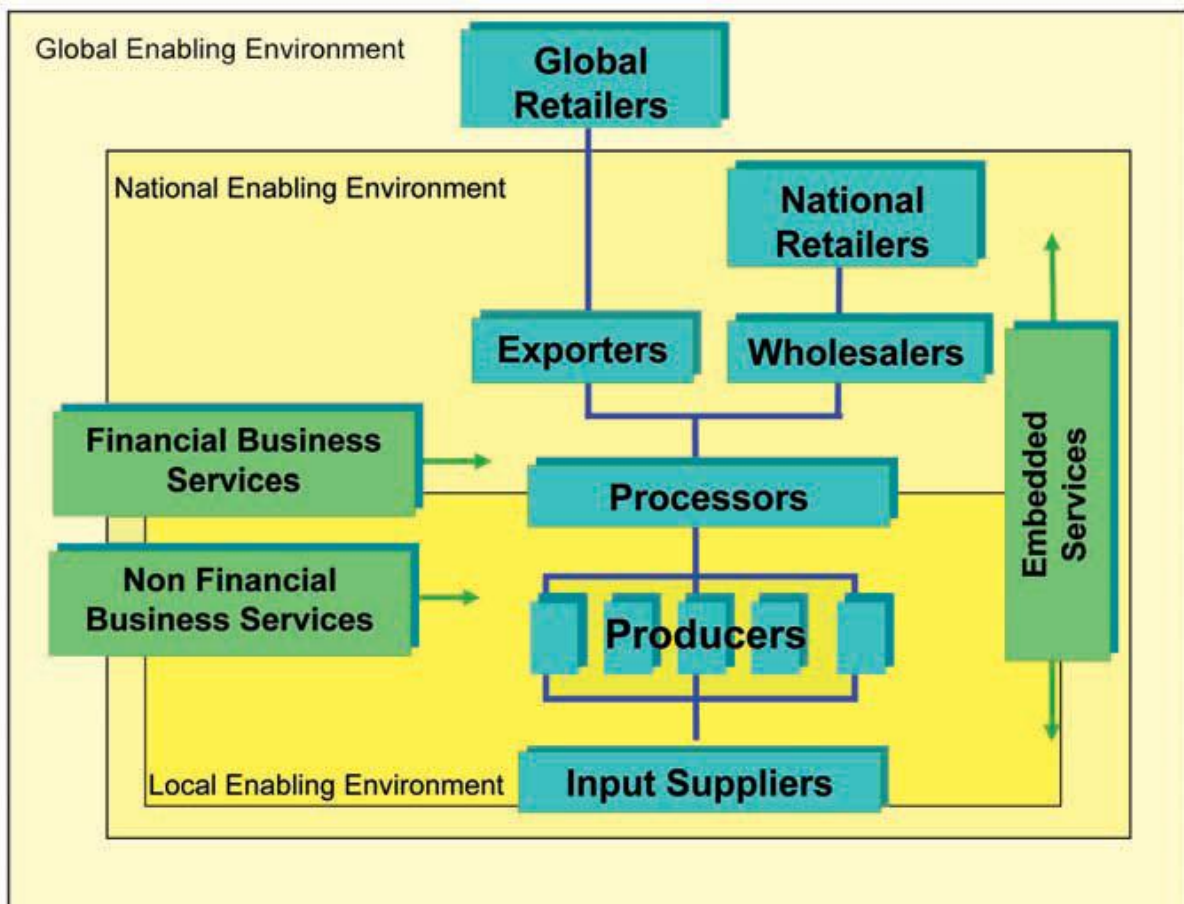 Global Enabling Environment
Global
Retailers
National Enabling Environment
National
Retailers
Exporters
Wholesalers
Financial Business
Services
Processors
Embedded
Services
Non Financial
Business Services
Producers
Local Enabling Environment
Input Suppliers